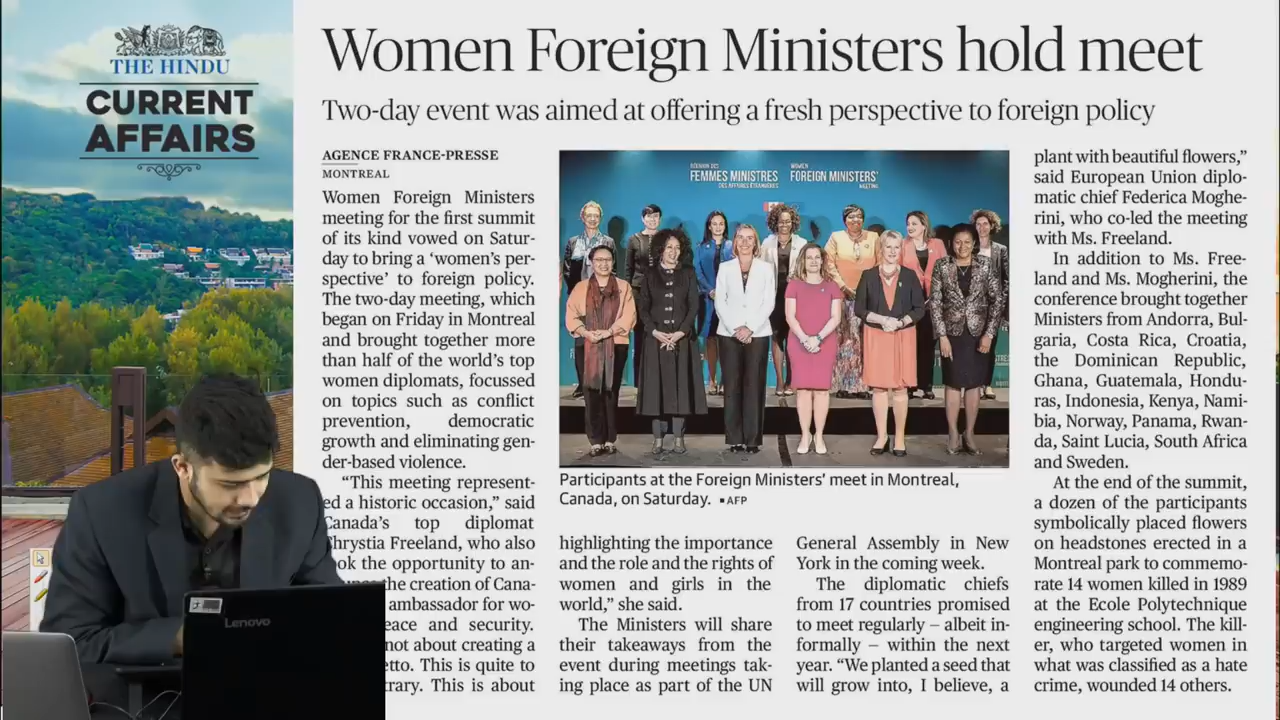 THE HINDU
CURRENT
AFFAIRS
Women Foreign Ministers hold meet
Two-day event was aimed at offering a fresh perspective to foreign policy
AGENCE FRANCE-PRESSE
MONTREAL
Women Foreign Ministers
meeting for the first summit
of its kind vowed on Satur-
day to bring a ‘women’s per-
spective’ to foreign policy.
The two-day meeting, which
began on Friday in Montreal
and brought together more
than half of the world’s top
women diplomats, focussed
on topics such as conflict
prevention, democratic
growth and eliminating gen-
der-based violence.
“This meeting represent-
ed a historic occasion,” said
Canada’s top diplomat
Chrystia Freeland, who also
the opportunity to an-
the creation of Cana-
ambassador for wo-
and security.
not about creating a
This is quite to
This is about
FEMMES MINISTRES
DES AFFAIRES ÉTRANGÈRES
WOMEN
FOREIGN MINISTERS'
MEETING
Participants at the Foreign Ministers’ meet in Montreal,
Canada, on Saturday. ▪AFP
highlighting the importance
and the role and the rights of
women and girls in the
world,” she said.
The Ministers will share
their takeaways from the
event during meetings tak-
ing place as part of the UN
General Assembly in New
York in the coming week.
The diplomatic chiefs
from 17 countries promised
to meet regularly – albeit in-
formally – within the next
year. “We planted a seed that
will grow into, I believe, a
plant with beautiful flowers,”
said European Union diplo-
matic chief Federica Moghe-
rini, who co-led the meeting
with Ms. Freeland.
In addition to Ms. Free-
land and Ms. Mogherini, the
conference brought together
Ministers from Andorra, Bul-
garia, Costa Rica, Croatia,
the Dominican Republic,
Ghana, Guatemala, Hondu-
ras, Indonesia, Kenya, Nami-
bia, Norway, Panama, Rwan-
da, Saint Lucia, South Africa
and Sweden.
At the end of the summit,
a dozen of the participants
symbolically placed flowers
on headstones erected in a
Montreal park to commemo-
rate 14 women killed in 1989
at the Ecole Polytechnique
engineering school. The kill-
er, who targeted women in
what was classified as a hate
crime, wounded 14 others.
Lenovo